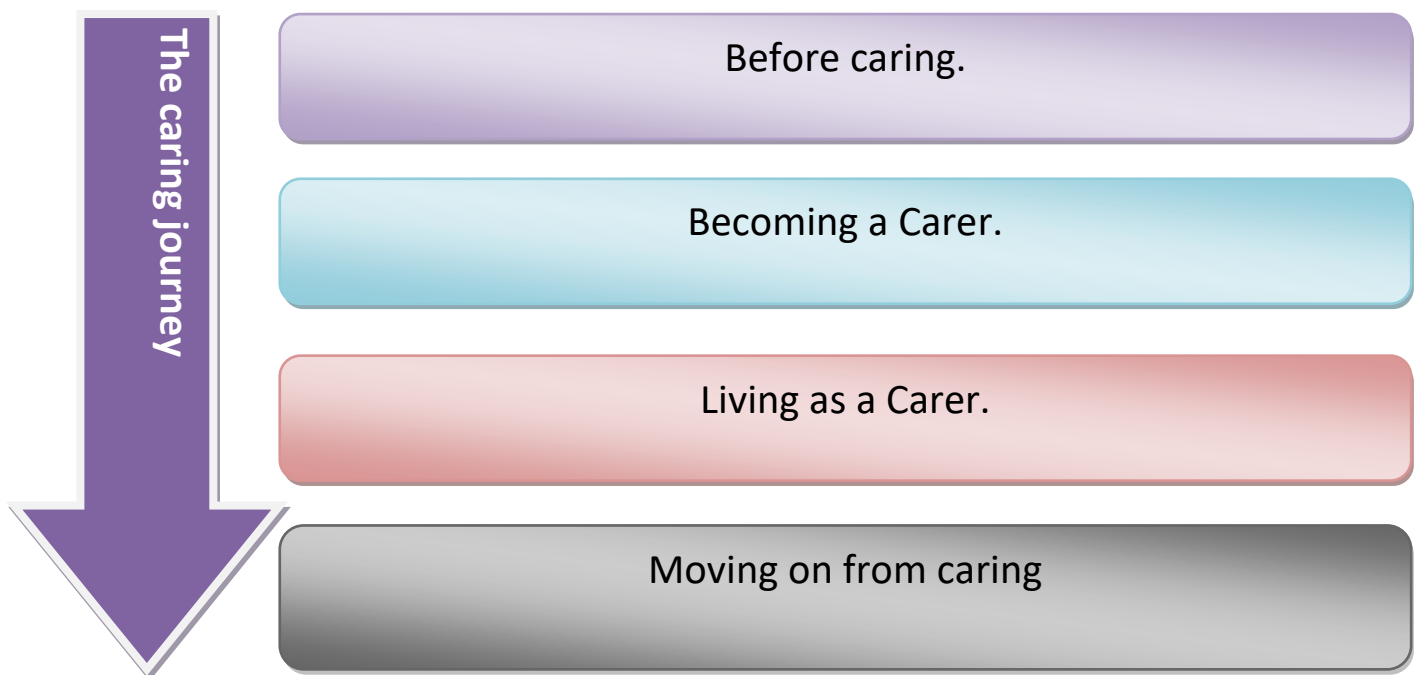 The caring journey
Before caring.
Becoming a Carer.
Living as a Carer.
Moving on from caring